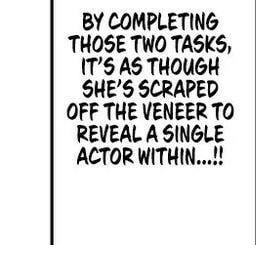 BY COMPLETING
THOSE TWO TASKS,
IT'S AS THOUGH
SHE'S SCRAPED
OFF THE VENEER TO
REVEAL A SINGLE
ACTOR WITHIN...!!